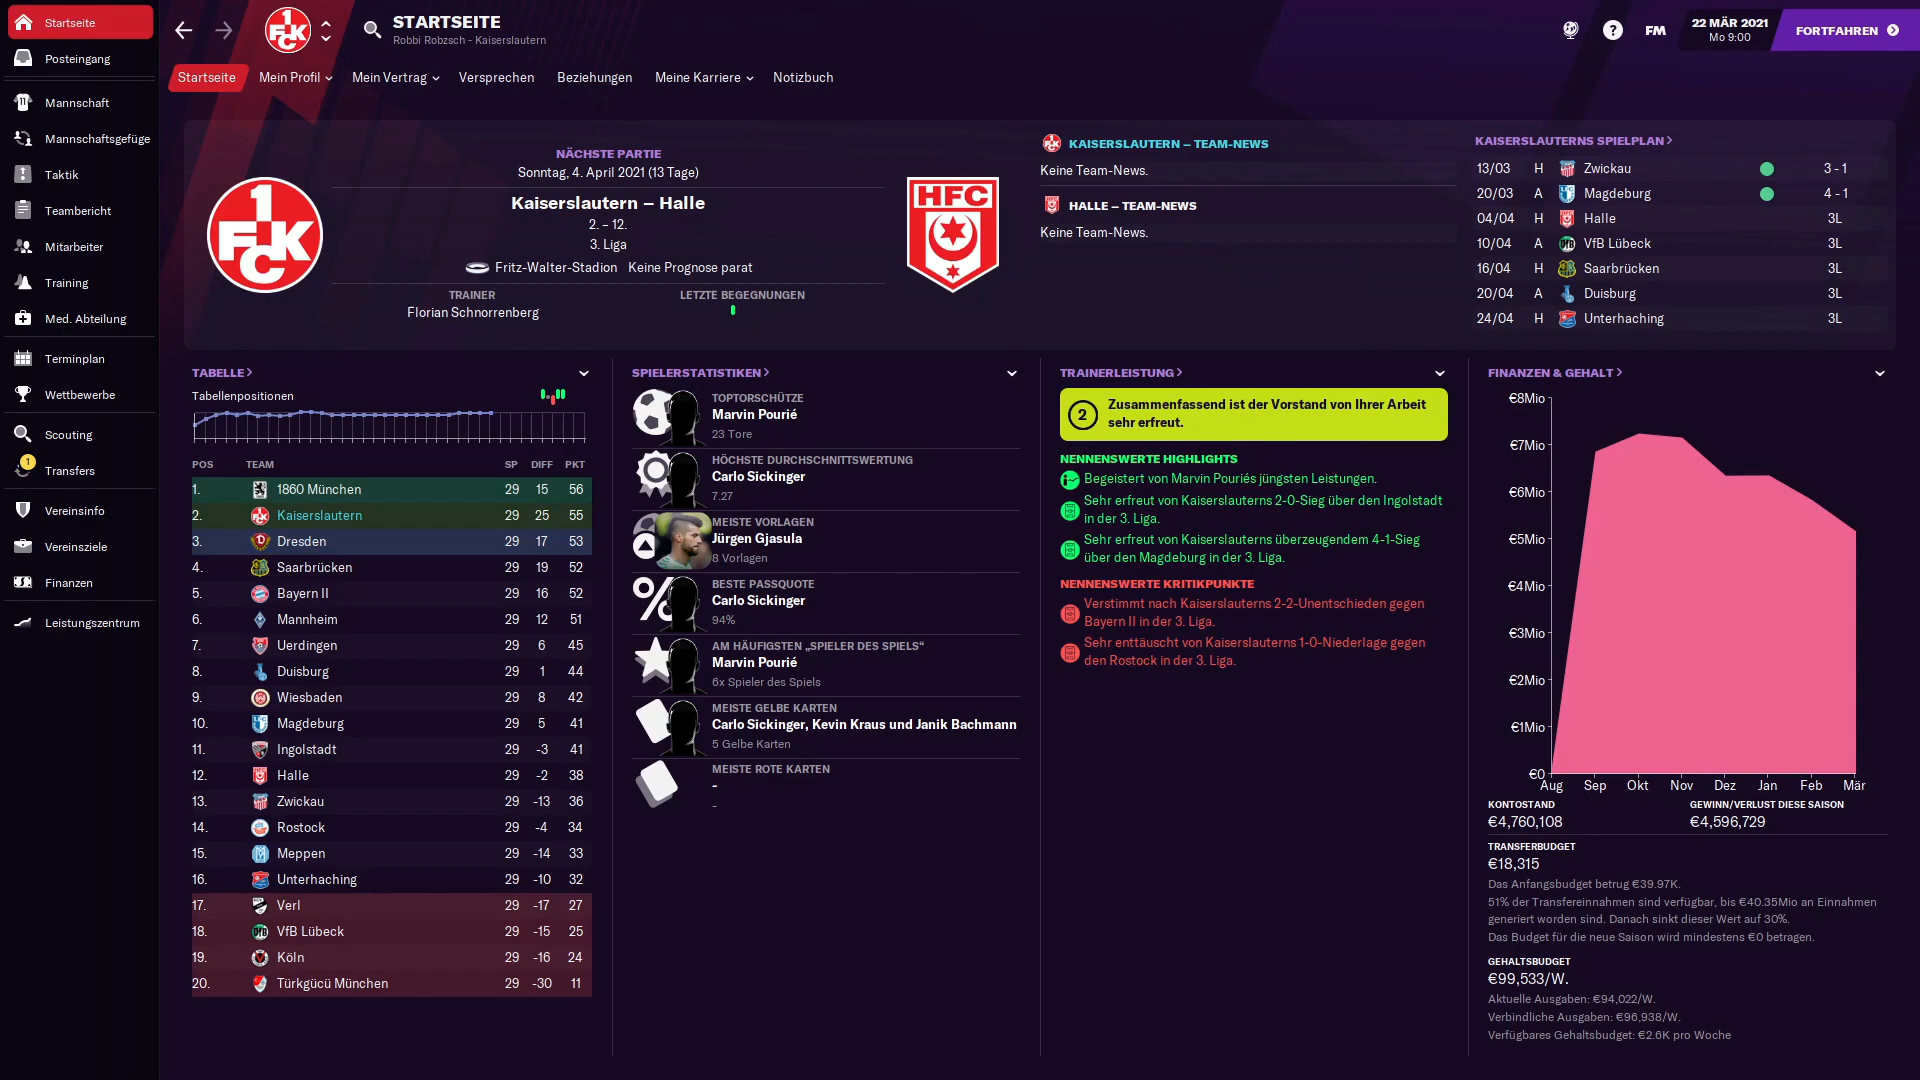 Startseite
Posteingang
Mannschaft
Mannschaftsgefüge
Taktik
Teambericht
Mitarbeiter
Training
Med. Abteilung
Terminplan
Wettbewerbe
Scouting
1
Transfers
Vereinsinfo
Vereinsziele
Finanzen
Leistungszentrum
STARTSEITE
Robbi Robzsch - Kaiserslautern
FM
22 MÄR 2021
Mo 9:00
FORTFAHREN
Startseite Mein Profil Mein Vertrag Versprechen Beziehungen Meine Karriere Notizbuch
1 FCK
NÄCHSTE PARTIE
Sonntag, 4. April 2021 (13 Tage)
Kaiserslautern – Halle
2. – 12.
3. Liga
Fritz-Walter-Stadion Keine Prognose parat
TRAINER
Florian Schnorrenberg
LETZTE BEGEGNUNGEN
HFC
KAISERSLAUTERN – TEAM-NEWS
Keine Team-News.
HALLE – TEAM-NEWS
Keine Team-News.
KAISERSLAUTERNS SPIELPLAN
13/03 H Zwickau 3 - 1
20/03 A Magdeburg 4 - 1
04/04 H Halle 3L
10/04 A VfB Lübeck 3L
16/04 H Saarbrücken 3L
20/04 A Duisburg 3L
24/04 H Unterhaching 3L
TABELLE
Tabellenpositionen
POS TEAM SP DIFF PKT
1. 1860 München 29 15 56
2. Kaiserslautern 29 25 55
3. Dresden 29 17 53
4. Saarbrücken 29 19 52
5. Bayern II 29 16 52
6. Mannheim 29 12 51
7. Uerdingen 29 6 45
8. Duisburg 29 1 44
9. Wiesbaden 29 8 42
10. Magdeburg 29 5 41
11. Ingolstadt 29 -3 41
12. Halle 29 -2 38
13. Zwickau 29 -13 36
14. Rostock 29 -4 34
15. Meppen 29 -14 33
16. Unterhaching 29 -10 32
17. Verl 29 -17 27
18. VfB Lübeck 29 -15 25
19. Köln 29 -16 24
20. Türkgücü München 29 -30 11
SPIELERSTATISTIKEN
TOPTORSCHÜTZE
Marvin Pourié
23 Tore
HÖCHSTE DURCHSCHNITTSWERTUNG
Carlo Sickinger
7.27
MEISTE VORLAGEN
Jürgen Gjasula
8 Vorlagen
BESTE PASSQUOTE
Carlo Sickinger
94%
AM HÄUFIGSTEN „SPIELER DES SPIELS“
Marvin Pourié
6x Spieler des Spiels
MEISTE GELBE KARTEN
Carlo Sickinger, Kevin Kraus und Janik Bachmann
5 Gelbe Karten
MEISTE ROTE KARTEN
-
-
TRAINERLEISTUNG
2
Zusammenfassend ist der Vorstand von Ihrer Arbeit
sehr erfreut.
NENNENSWERTE HIGHLIGHTS
Begeistert von Marvin Pouriés jüngsten Leistungen.
Sehr erfreut von Kaiserslauterns 2-0-Sieg über den Ingolstadt
in der 3. Liga.
Sehr erfreut von Kaiserslauterns überzeugendem 4-1-Sieg
über den Magdeburg in der 3. Liga.
NENNENSWERTE KRITIKPUNKTE
Verstimmt nach Kaiserslauterns 2-2-Unentschieden gegen
Bayern II in der 3. Liga.
Sehr enttäuscht von Kaiserslauterns 1-0-Niederlage gegen
den Rostock in der 3. Liga.
FINANZEN & GEHALT
€8Mio
€7Mio
€6Mio
€5Mio
€4Mio
€3Mio
€2Mio
€1Mio
€0
Aug Sep Okt Nov Dez Jan Feb Mär
KONTOSTAND
€4,760,108
GEWINN/VERLUST DIESE SAISON
€4,596,729
TRANSFERBUDGET
€18,315
Das Anfangsbudget betrug €39.97K.
51% der Transfereinnahmen sind verfügbar, bis €40.35Mio an Einnahmen
generiert worden sind. Danach sinkt dieser Wert auf 30%.
Das Budget für die neue Saison wird mindestens €0 betragen.
GEHALTSBUDGET
€99,533/W.
Aktuelle Ausgaben: €94,022/W.
Verbindliche Ausgaben: €96,938/W.
Verfügbares Gehaltsbudget: €2.6K pro Woche